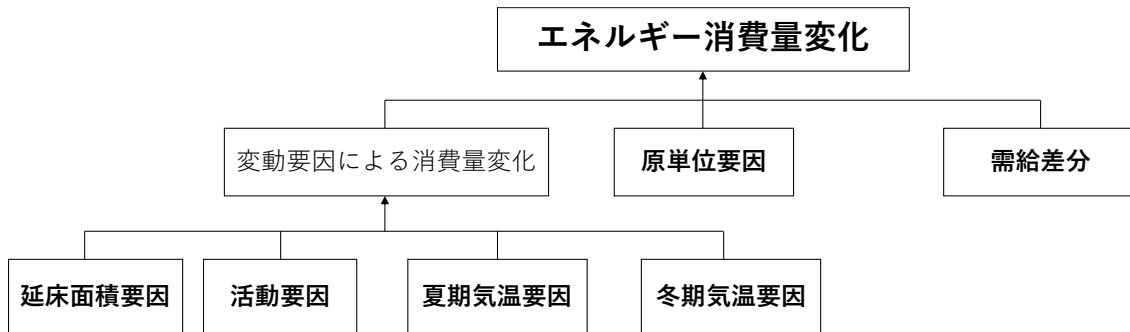 エネルギー消費量変化
変動要因による消費量変化
原単位要因
需給差分
延床面積要因
活動要因
夏期気温要因
冬期気温要因